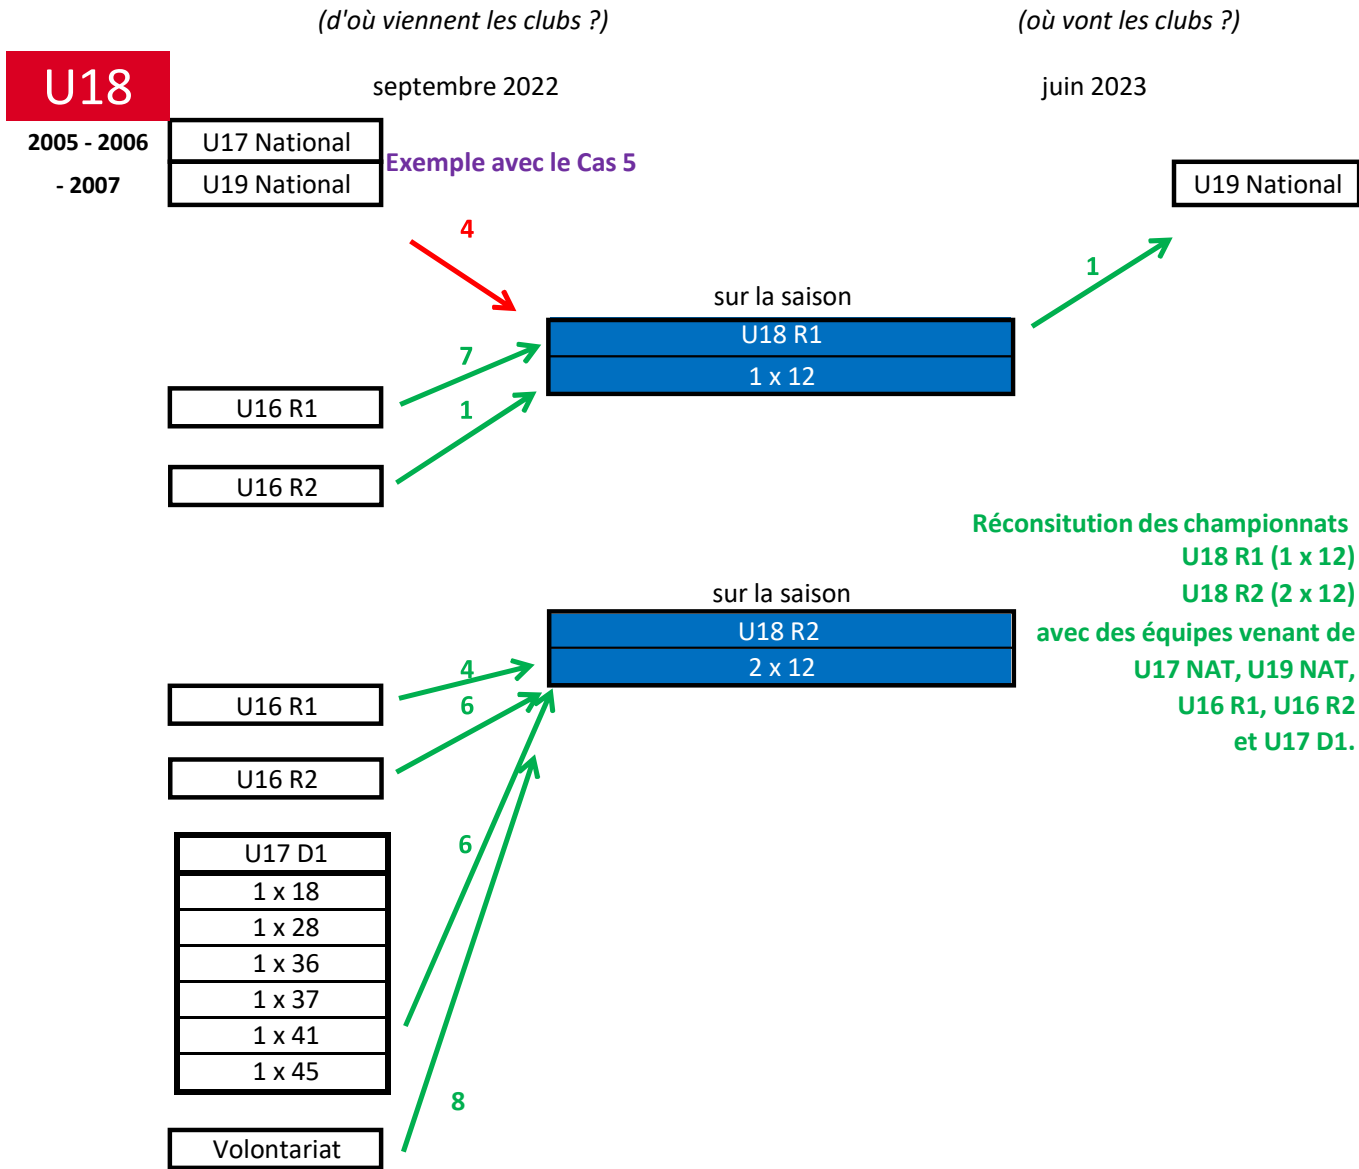 (d'où viennent les clubs ?)
(où vont les clubs ?)
U18
septembre 2022
juin 2023
2005 - 2006
- 2007
U17 National
U19 National
Exemple avec le Cas 5
U19 National
4
1
sur la saison
U18 R1
1 x 12
7
1
U16 R1
U16 R2
Réconsitution des championnats
U18 R1 (1 x 12)
U18 R2 (2 x 12)
avec des équipes venant de
U17 NAT, U19 NAT,
U16 R1, U16 R2
et U17 D1.
sur la saison
U18 R2
2 x 12
4
6
U16 R1
U16 R2
6
U17 D1
1 x 18
1 x 28
1 x 36
1 x 37
1 x 41
1 x 45
8
Volontariat